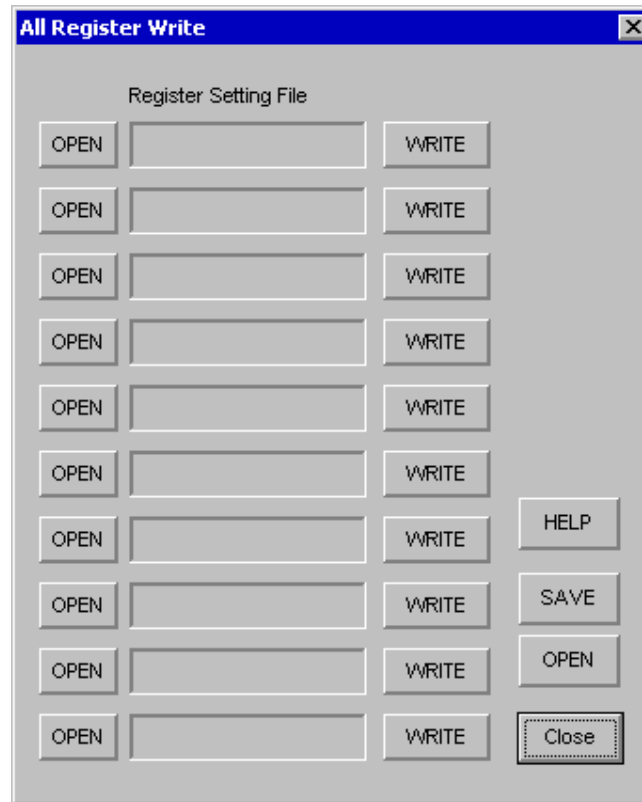 All Register Write
Register Setting File
OPEN WRITE
OPEN WRITE
OPEN WRITE
OPEN WRITE
OPEN WRITE
OPEN WRITE
OPEN WRITE HELP
OPEN WRITE SAVE
OPEN WRITE OPEN
OPEN WRITE Close